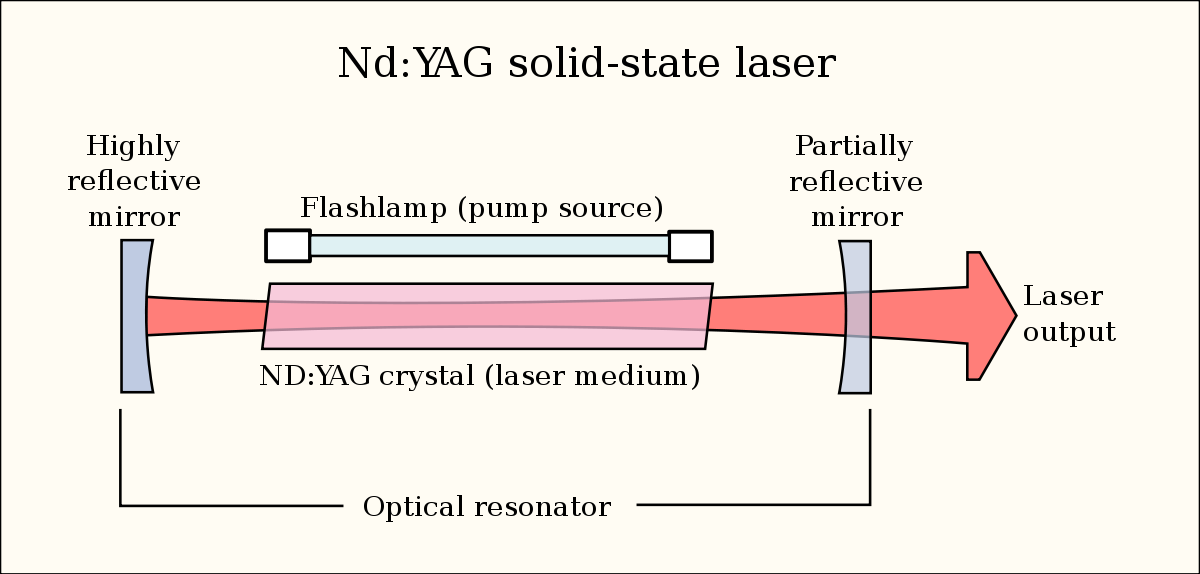 Nd:YAG solid-state laser
Highly
reflective
mirror
Partially
reflective
mirror
Flashlamp (pump source)
Laser
output
ND:YAG crystal (laser medium)
Optical resonator